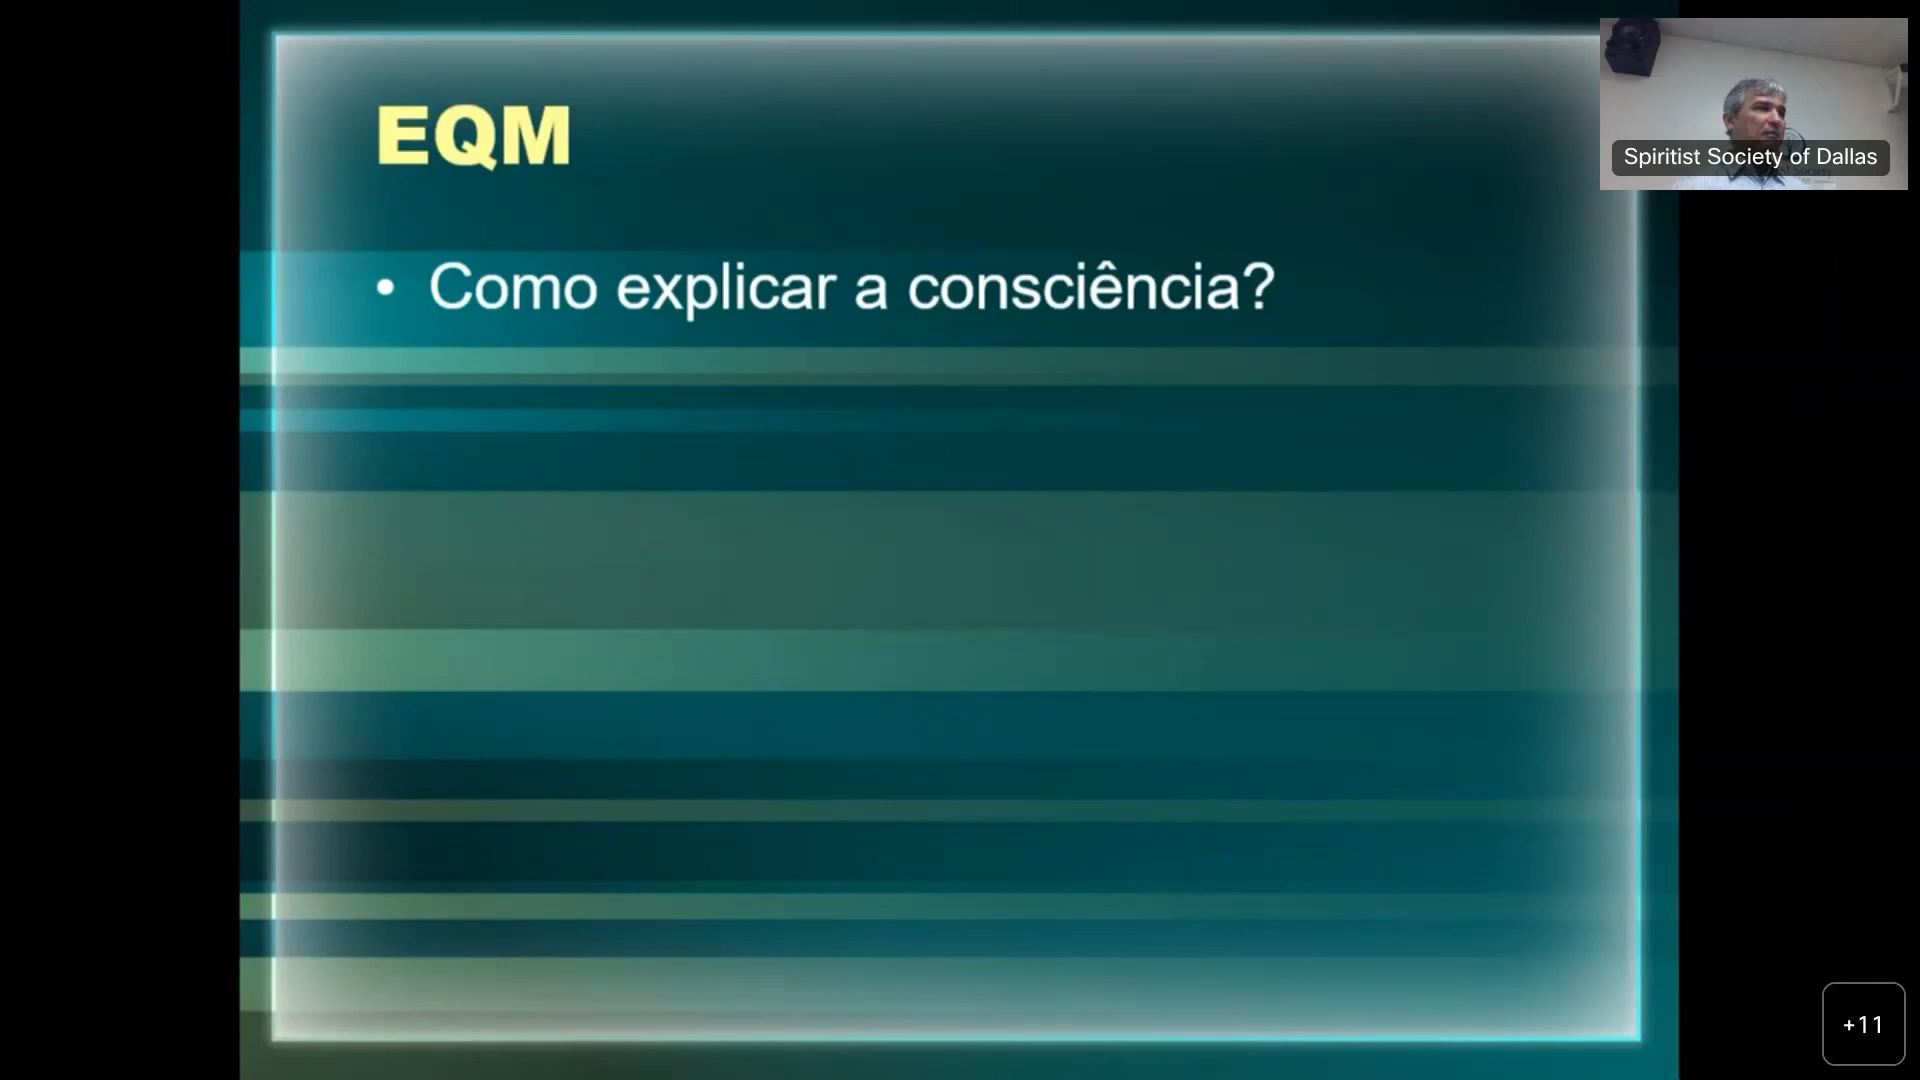 EQM
• Como explicar a consciência?
Spiritist Society of Dallas
+11